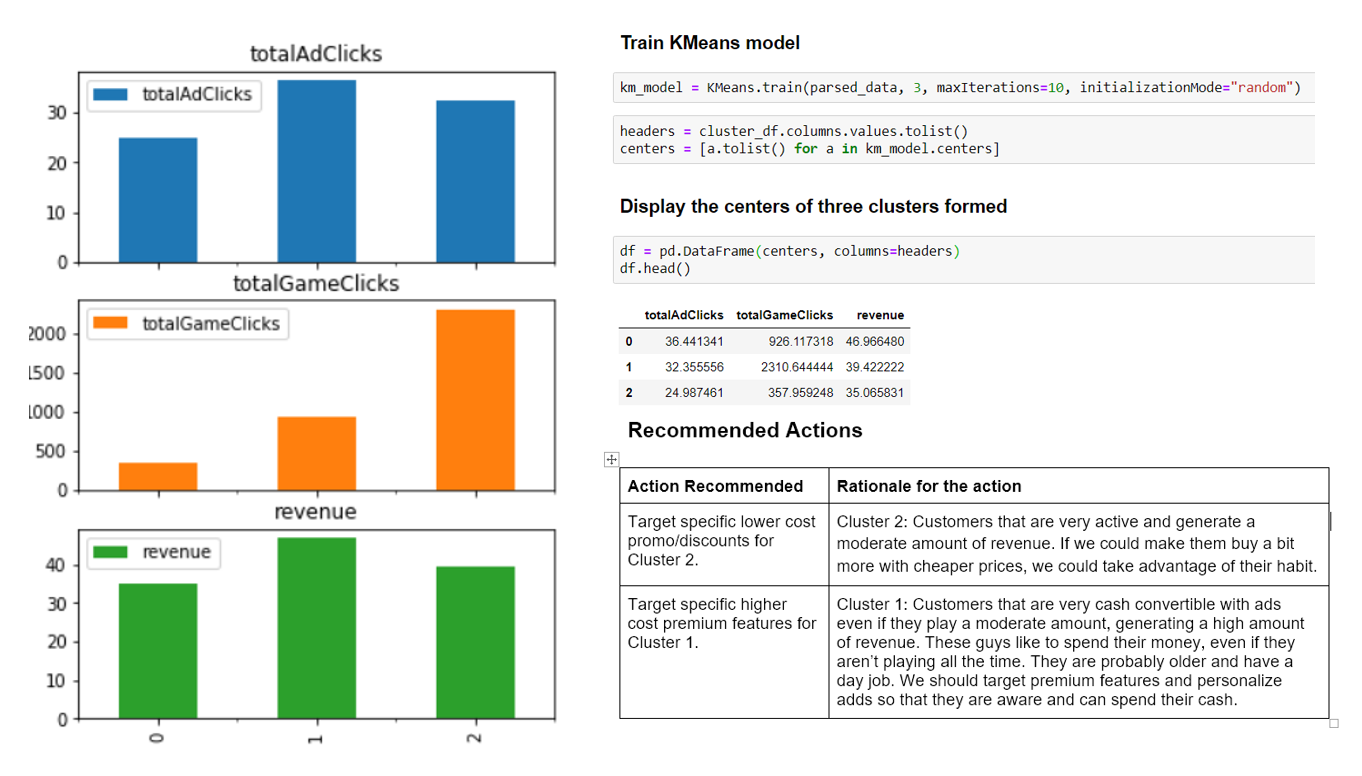 totalAdClicks
totalAdClicks
30
20
10
0
totalGameClicks
totalGameClicks
2000
1500
1000
500
0
revenue
revenue
40
30
20
10
0
0
1
2
Train KMeans model
km_model = KMeans.train(parsed_data, 3, maxIterations=10, initializationMode="random")
headers = cluster_df.columns.values.tolist()
centers = [a.tolist() for a in km_model.centers]
Display the centers of three clusters formed
df = pd.DataFrame(centers, columns=headers)
df.head()
totalAdClicks totalGameClicks revenue
0 36.441341 926.117318 46.966480
1 32.355556 2310.644444 39.422222
2 24.987461 357.959248 35.065831
Recommended Actions
Action Recommended
Rationale for the action
Target specific lower cost
promo/discounts for
Cluster 2.
Cluster 2: Customers that are very active and generate a
moderate amount of revenue. If we could make them buy a bit
more with cheaper prices, we could take advantage of their habit.
Target specific higher
cost premium features for
Cluster 1.
Cluster 1: Customers that are very cash convertible with ads
even if they play a moderate amount, generating a high amount
of revenue. These guys like to spend their money, even if they
aren't playing all the time. They are probably older and have a
day job. We should target premium features and personalize
adds so that they are aware and can spend their cash.